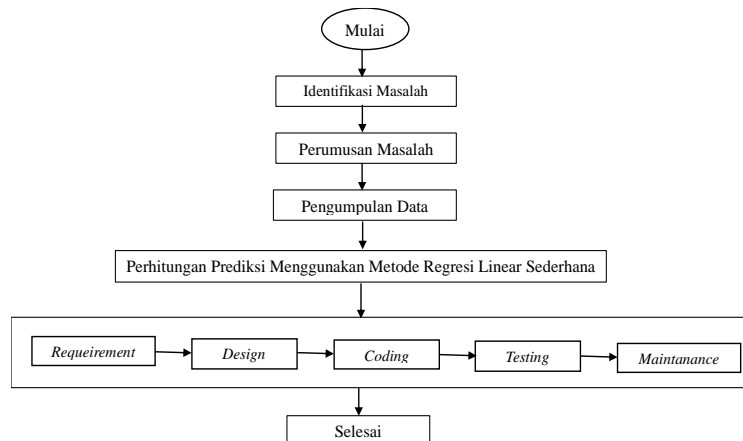 Mulai
Identifikasi Masalah
Perumusan Masalah
Pengumpulan Data
Perhitungan Prediksi Menggunakan Metode Regresi Linear Sederhana
Requeirement
Design
Coding
Testing
Maintanance
Selesai